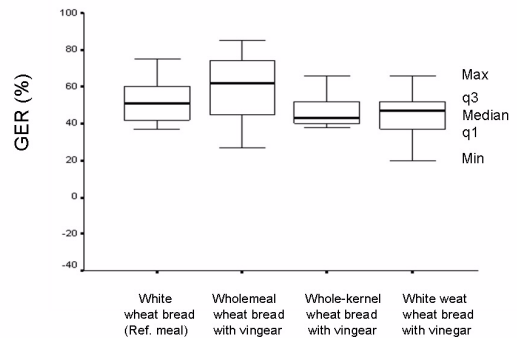 100
80
60
40
20
0
-20
-40
GER (%)
Max
q3
Median
q1
Min
White
wheat bread
(Ref. meal)
Wholemeal
wheat bread
with vingear
Whole-kernel
wheat bread
with vingear
White weat
wheat bread
with vinegar